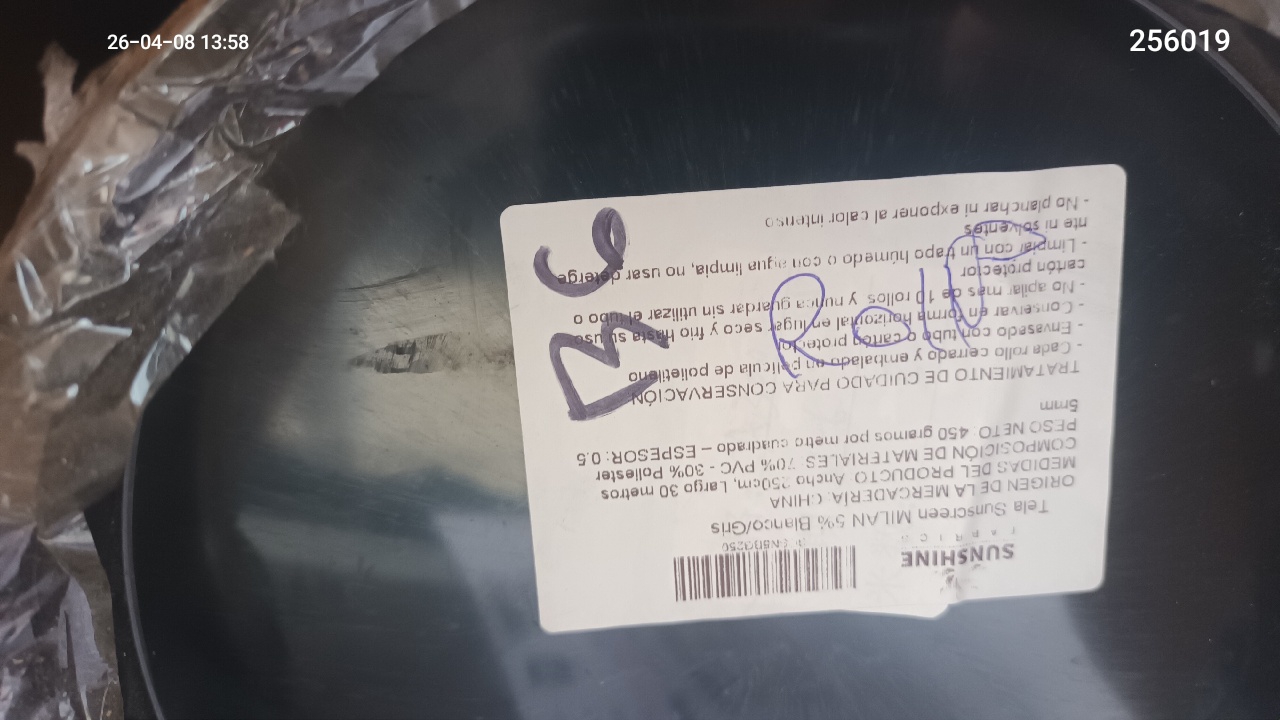 26-04-08 13:58
256019
SUNSHINE
FABRICS
Tela Sunscreen MILAN 5% Blanco/Gris
ORIGEN DE LA MERCADERÍA: CHINA
MEDIDAS DEL PRODUCTO: Ancho 250cm, Largo 30 metros
COMPOSICIÓN DE MATERIALES: 70% PVC - 30% Poliester
PESO NETO: 450 gramos por metro cuadrado – ESPESOR: 0.5
5mm
TRATAMIENTO DE CUIDADO PARA CONSERVACIÓN
- Cada rollo cerrado y embalado en película de polietileno
- Envasado con tubo o cartón protector
- Conservar en forma horizontal en lugar seco y frío hasta su uso
- No apilar mas de 10 rollos y nunca guardar sin utilizar el tubo o
cartón protector
- Limpiar con un trapo húmedo o con agua limpia, no usar deterge
nte ni solventes
- No planchar ni exponer al calor intenso